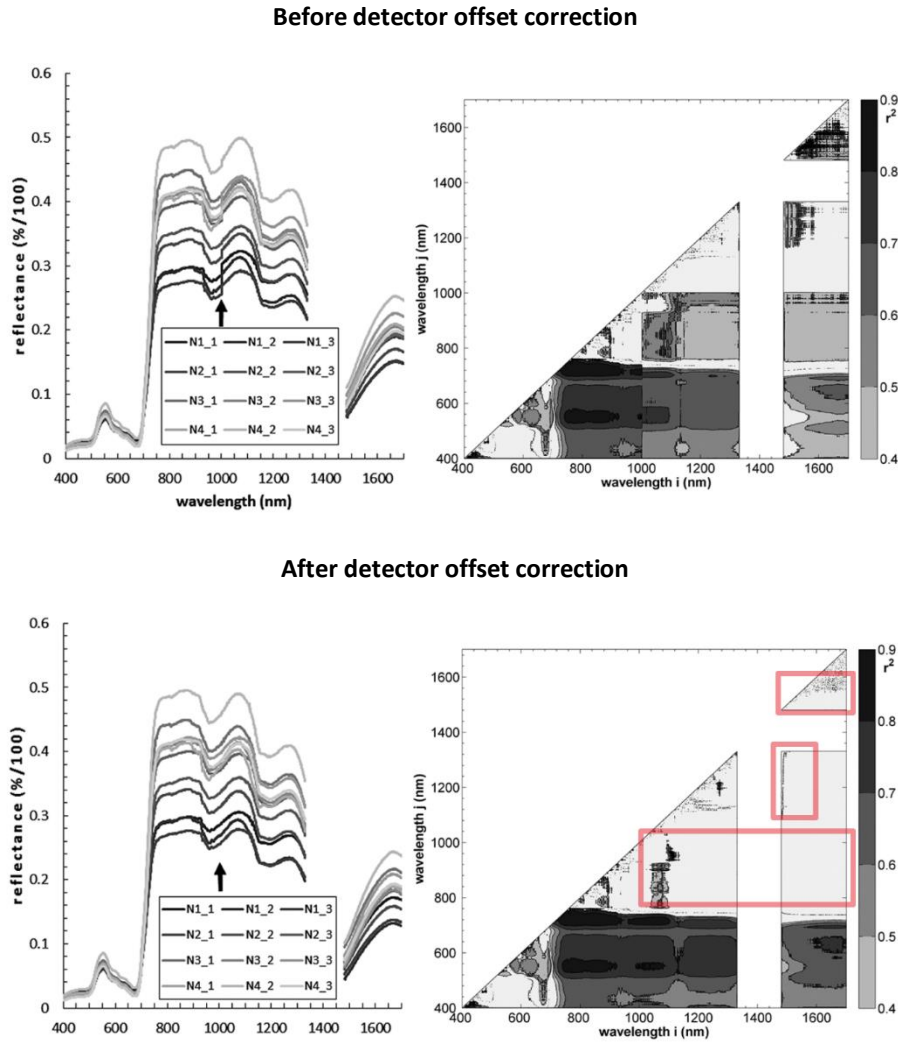 Before detector offset correction
0.6
0.5
0.4
0.3
0.2
0.1
0
reflectance (%/100)
N1_1 N1_2 N1_3
N2_1 N2_2 N2_3
N3_1 N3_2 N3_3
N4_1 N4_2 N4_3
400 600 800 1000 1200 1400 1600
wavelength (nm)
1600
1400
1200
1000
800
600
400
wavelength j (nm)
400 600 800 1000 1200 1400 1600
wavelength i (nm)
0.9
r²
0.8
0.7
0.6
0.5
0.4
After detector offset correction
0.6
0.5
0.4
0.3
0.2
0.1
0
reflectance (%/100)
N1_1 N1_2 N1_3
N2_1 N2_2 N2_3
N3_1 N3_2 N3_3
N4_1 N4_2 N4_3
400 600 800 1000 1200 1400 1600
1600
1400
1200
1000
800
600
400
wavelength j (nm)
400 600 800 1000 1200 1400 1600
wavelength i (nm)
0.9
r²
0.8
0.7
0.6
0.5
0.4